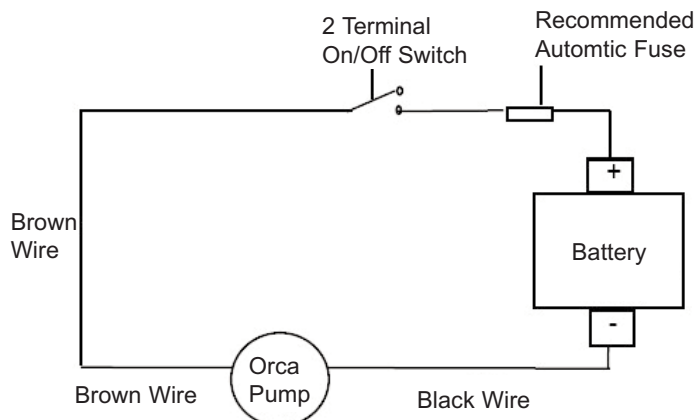 2 Terminal
On/Off Switch
Recommended
Automtic Fuse
+
Battery
-
Brown
Wire
Orca
Pump
Brown Wire
Black Wire